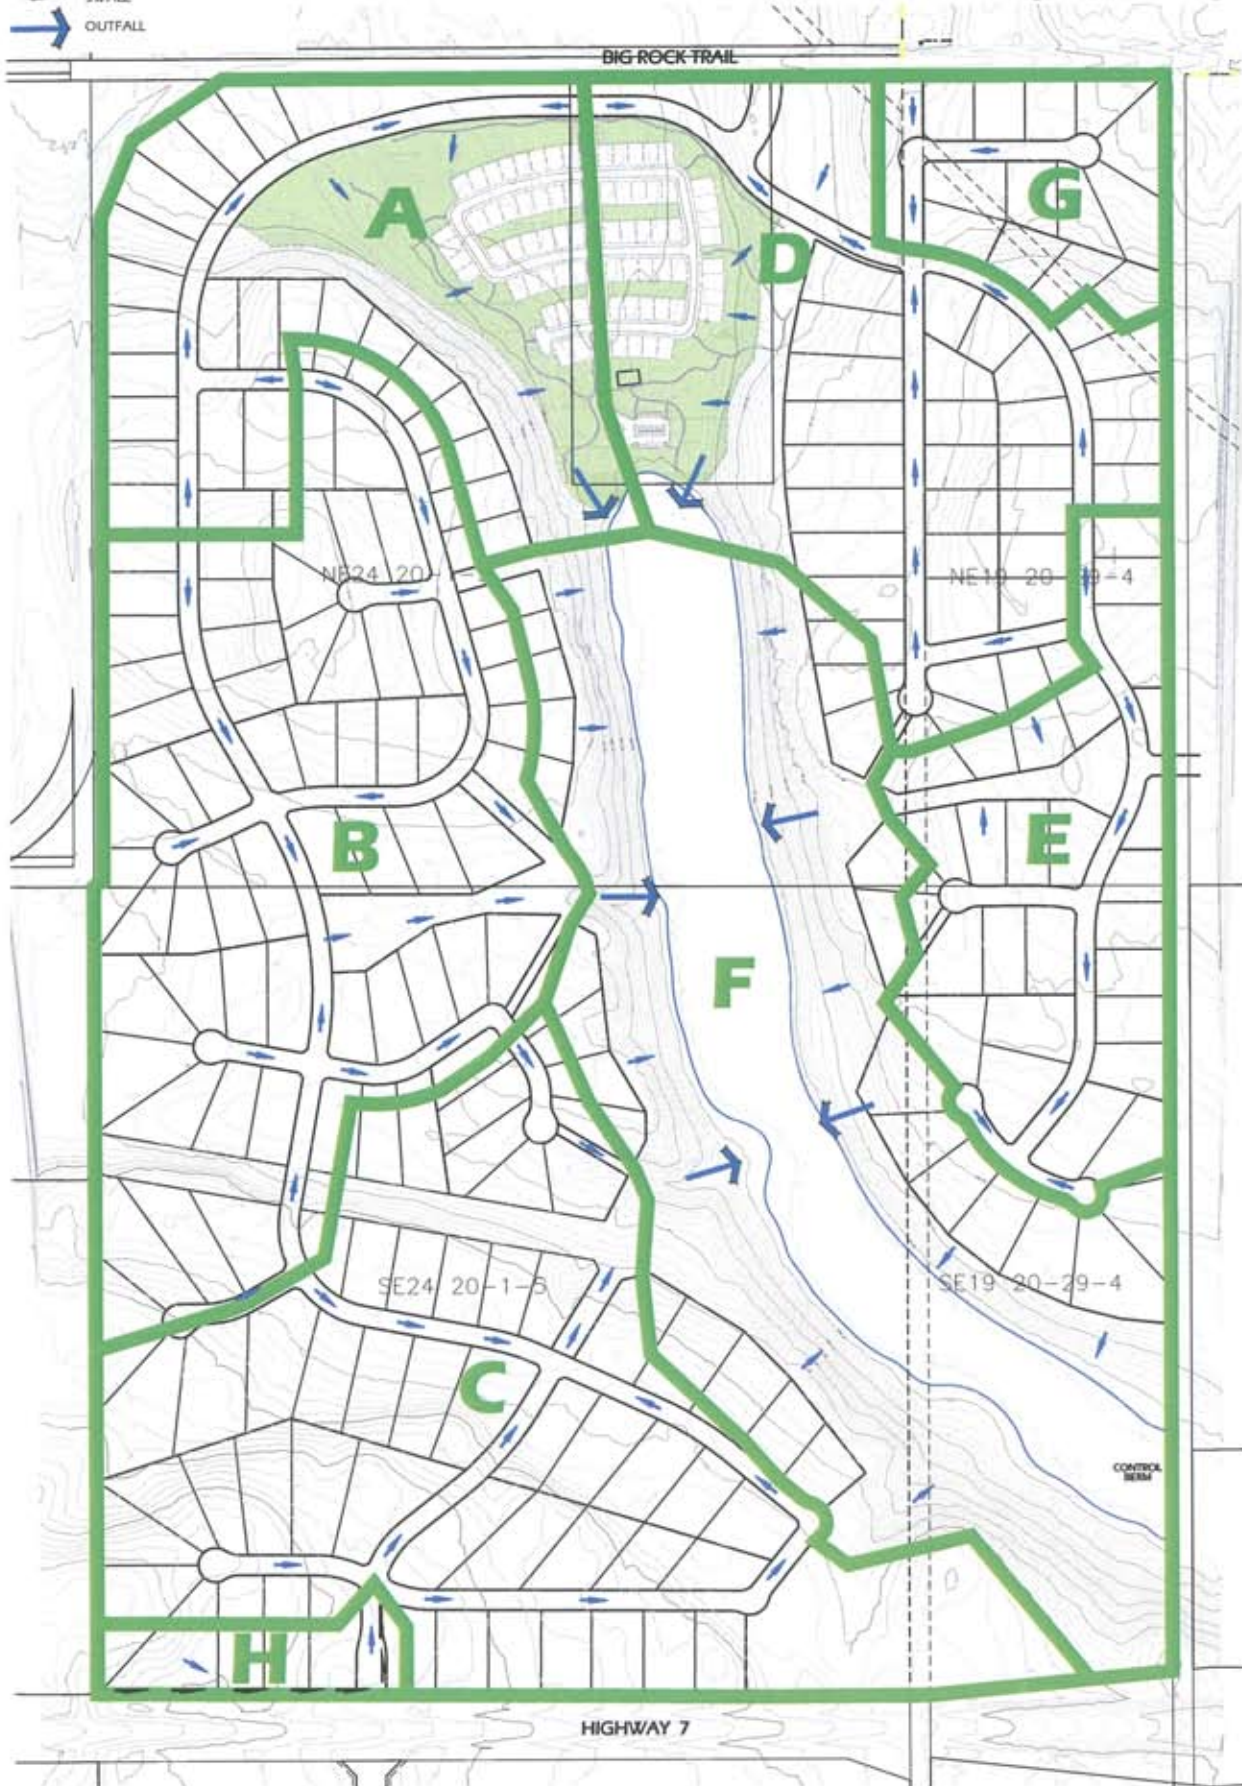 OUTFALL
BIG ROCK TRAIL
G
A
D
NE24 20-1-
NE19 20-29-4
B
E
F
SE24 20-1-5
SE19 20-29-4
C
CONTROL
BERM
H
HIGHWAY 7